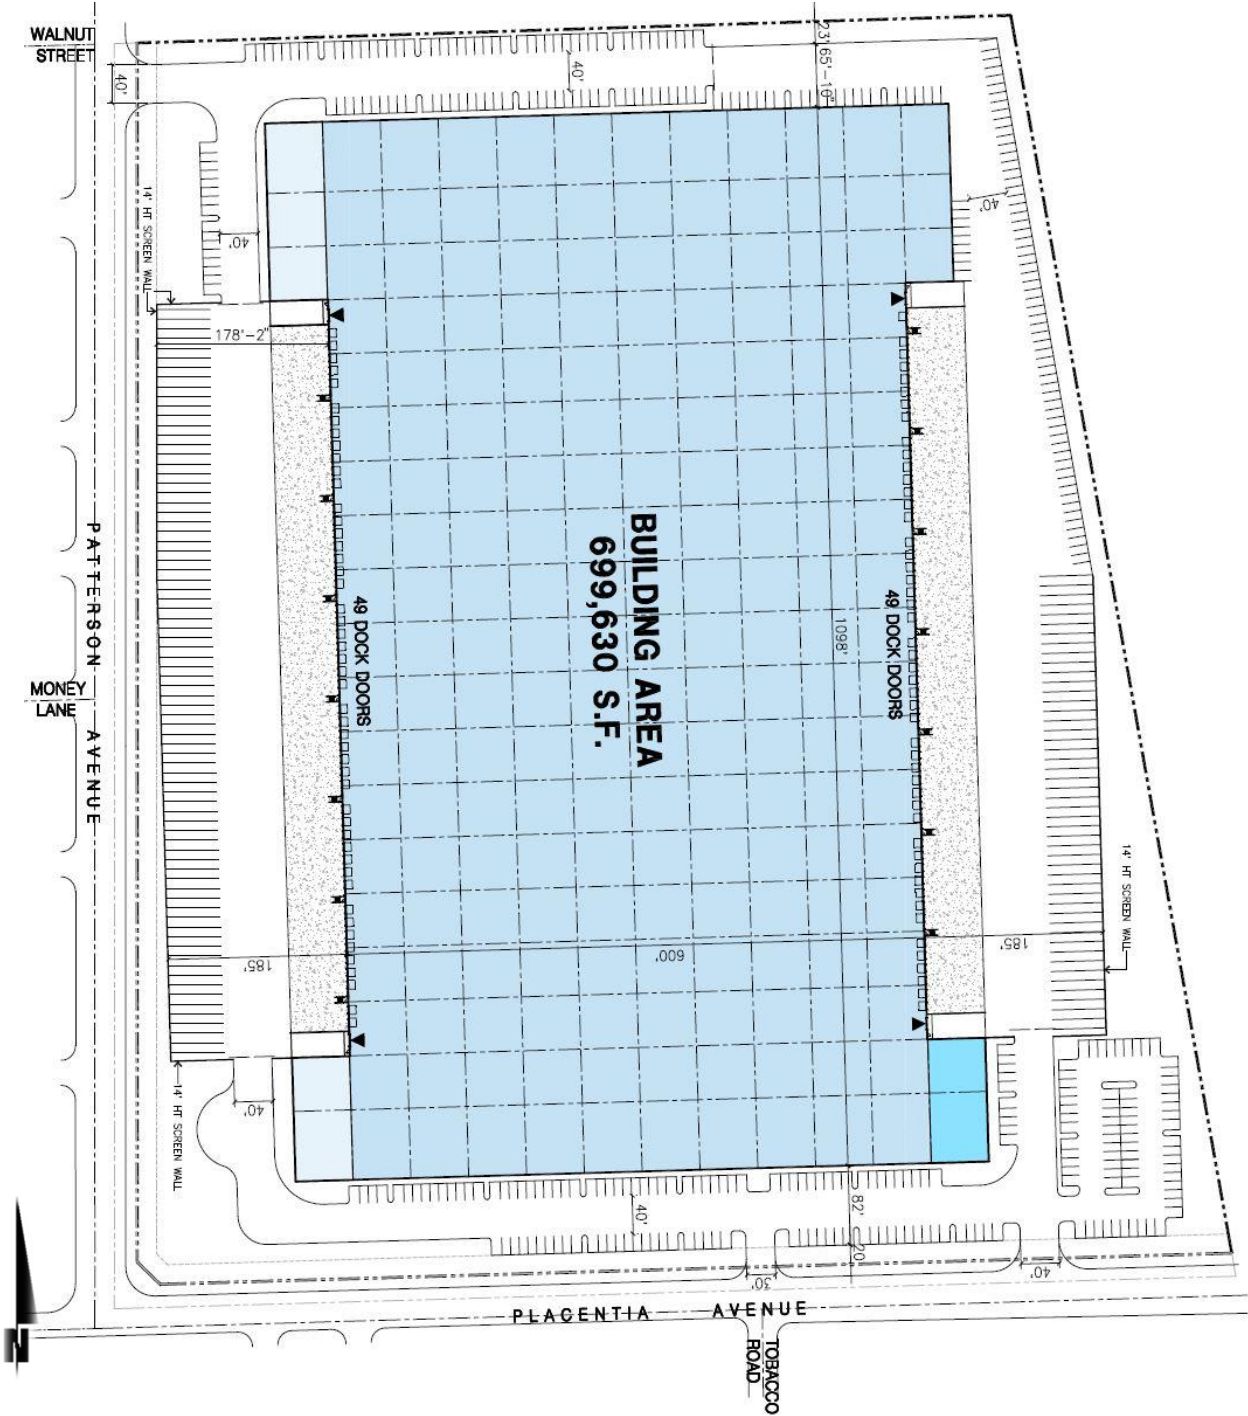 WALNUT
STREET
40'
40'
23'
65'-10"
40'
14' HT SCREEN WALL
40'
178'-2"
BUILDING AREA
699,630 S.F.
49 DOCK DOORS
49 DOCK DOORS
1098'
PATTERSON AVENUE
MONEY
LANE
14' HT SCREEN WALL
185'
600'
185'
14' HT SCREEN WALL
40'
40'
82'
20'
30'
40'
PLACENTIA AVENUE
TOBACCO
ROAD
N